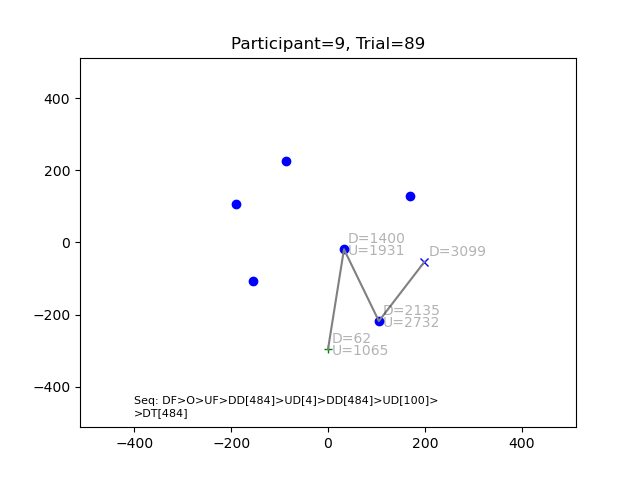 Participant=9, Trial=89
400
200
0
−200
−400
D=1400
U=1931
D=3099
D=2135
U=2732
D=62
U=1065
Seq: DF>O>UF>DD[484]>UD[4]>DD[484]>UD[100]>
>DT[484]
−400
−200
0
200
400